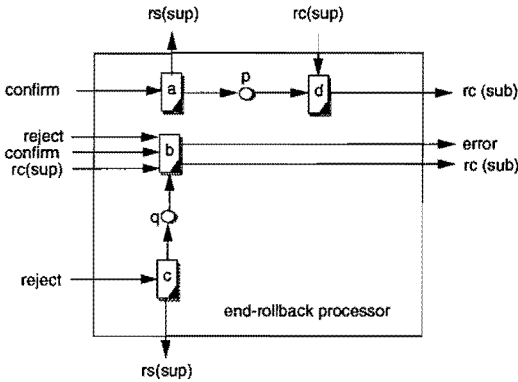 rs(sup)
rc(sup)
confirm
a
p
d
rc (sub)
reject
confirm
rc(sup)
b
error
rc (sub)
q
reject
c
end-rollback processor
rs(sup)